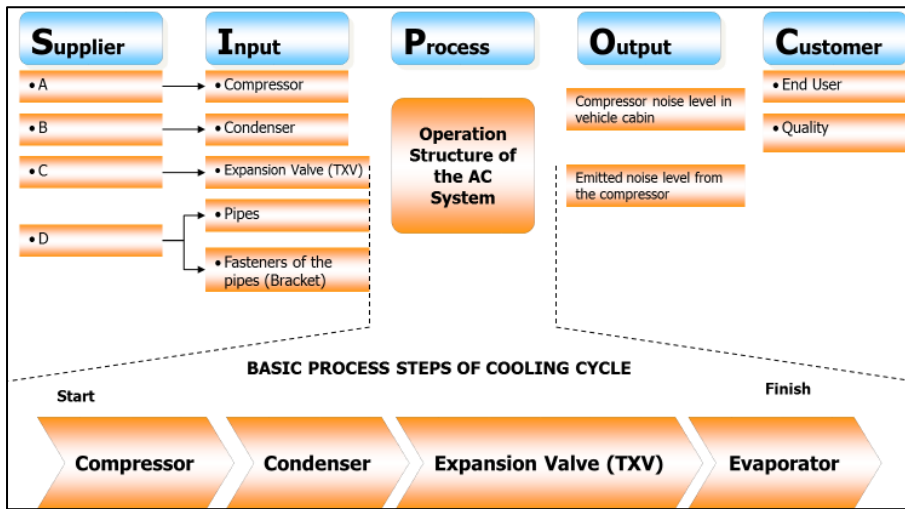 Supplier
Input
Process
Output
Customer
• A
• Compressor
• B
• Condenser
• C
• Expansion Valve (TXV)
• D
• Pipes
• Fasteners of the
pipes (Bracket)
Operation
Structure of
the AC
System
Compressor noise level in
vehicle cabin
Emitted noise level from
the compressor
• End User
• Quality
BASIC PROCESS STEPS OF COOLING CYCLE
Start
Finish
Compressor
Condenser
Expansion Valve (TXV)
Evaporator